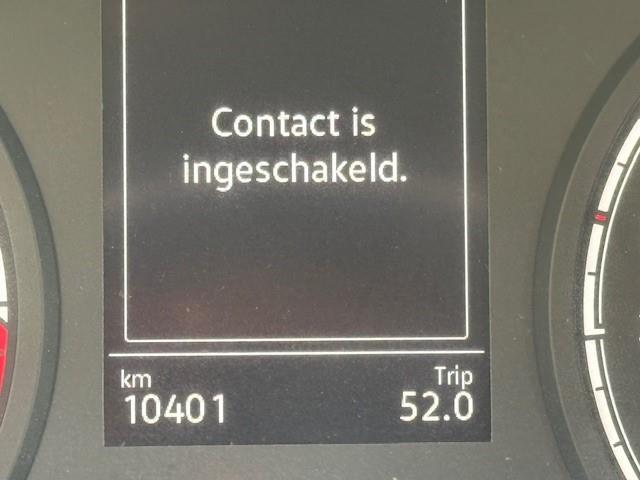 Contact is
ingeschakeld.
km Trip
10401 52.0